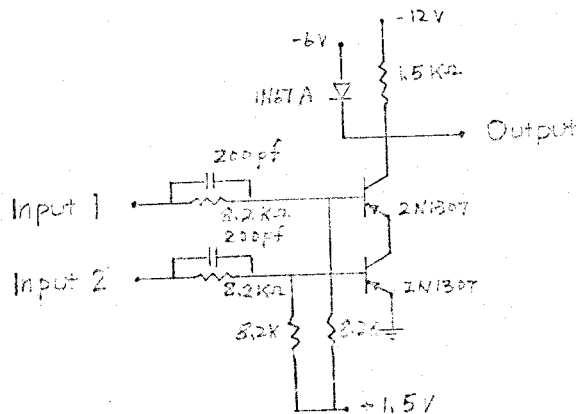 -12V
-6V
1.5KΩ
1N67A
Output
200pf
Input 1
8.2KΩ
2N1307
200pf
Input 2
8.2KΩ
2N1307
8.2K
8.2K
+1.5V